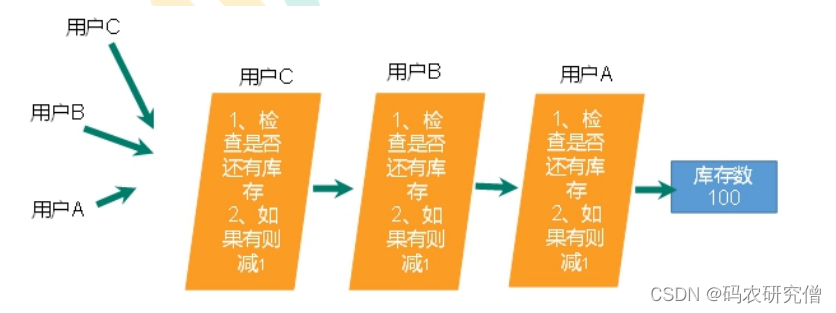 用户C
用户B
用户A
用户C
1、检
查是否
还有库
存
2、如
果有则
减1
用户B
1、检
查是否
还有库
存
2、如
果有则
减1
用户A
1、检
查是否
还有库
存
2、如
果有则
减1
库存数
100
CSDN @码农研究僧